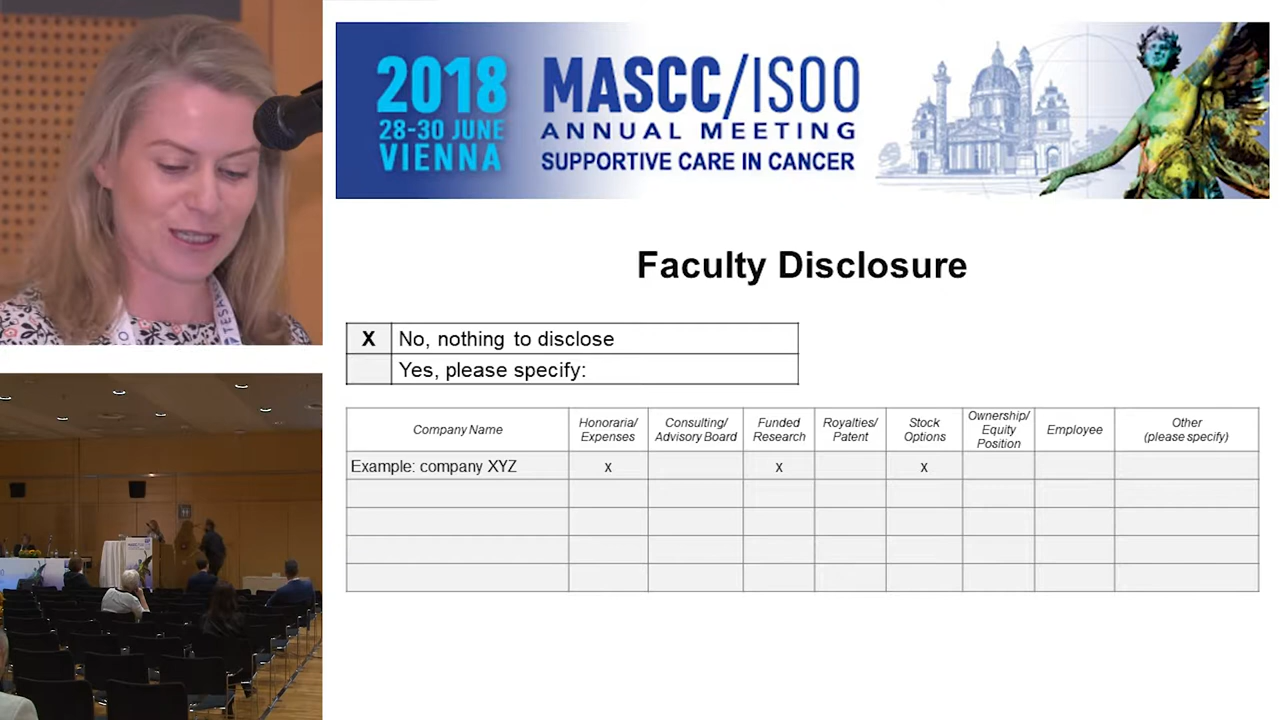 2018
28-30 JUNE
VIENNA
MASCC/ISOO
ANNUAL MEETING
SUPPORTIVE CARE IN CANCER
Faculty Disclosure
X No, nothing to disclose
Yes, please specify:
Company Name Honoraria/ Expenses Consulting/ Advisory Board Funded Research Royalties/ Patent Stock Options Ownership/ Equity Position Employee Other (please specify)
Example: company XYZ x x x